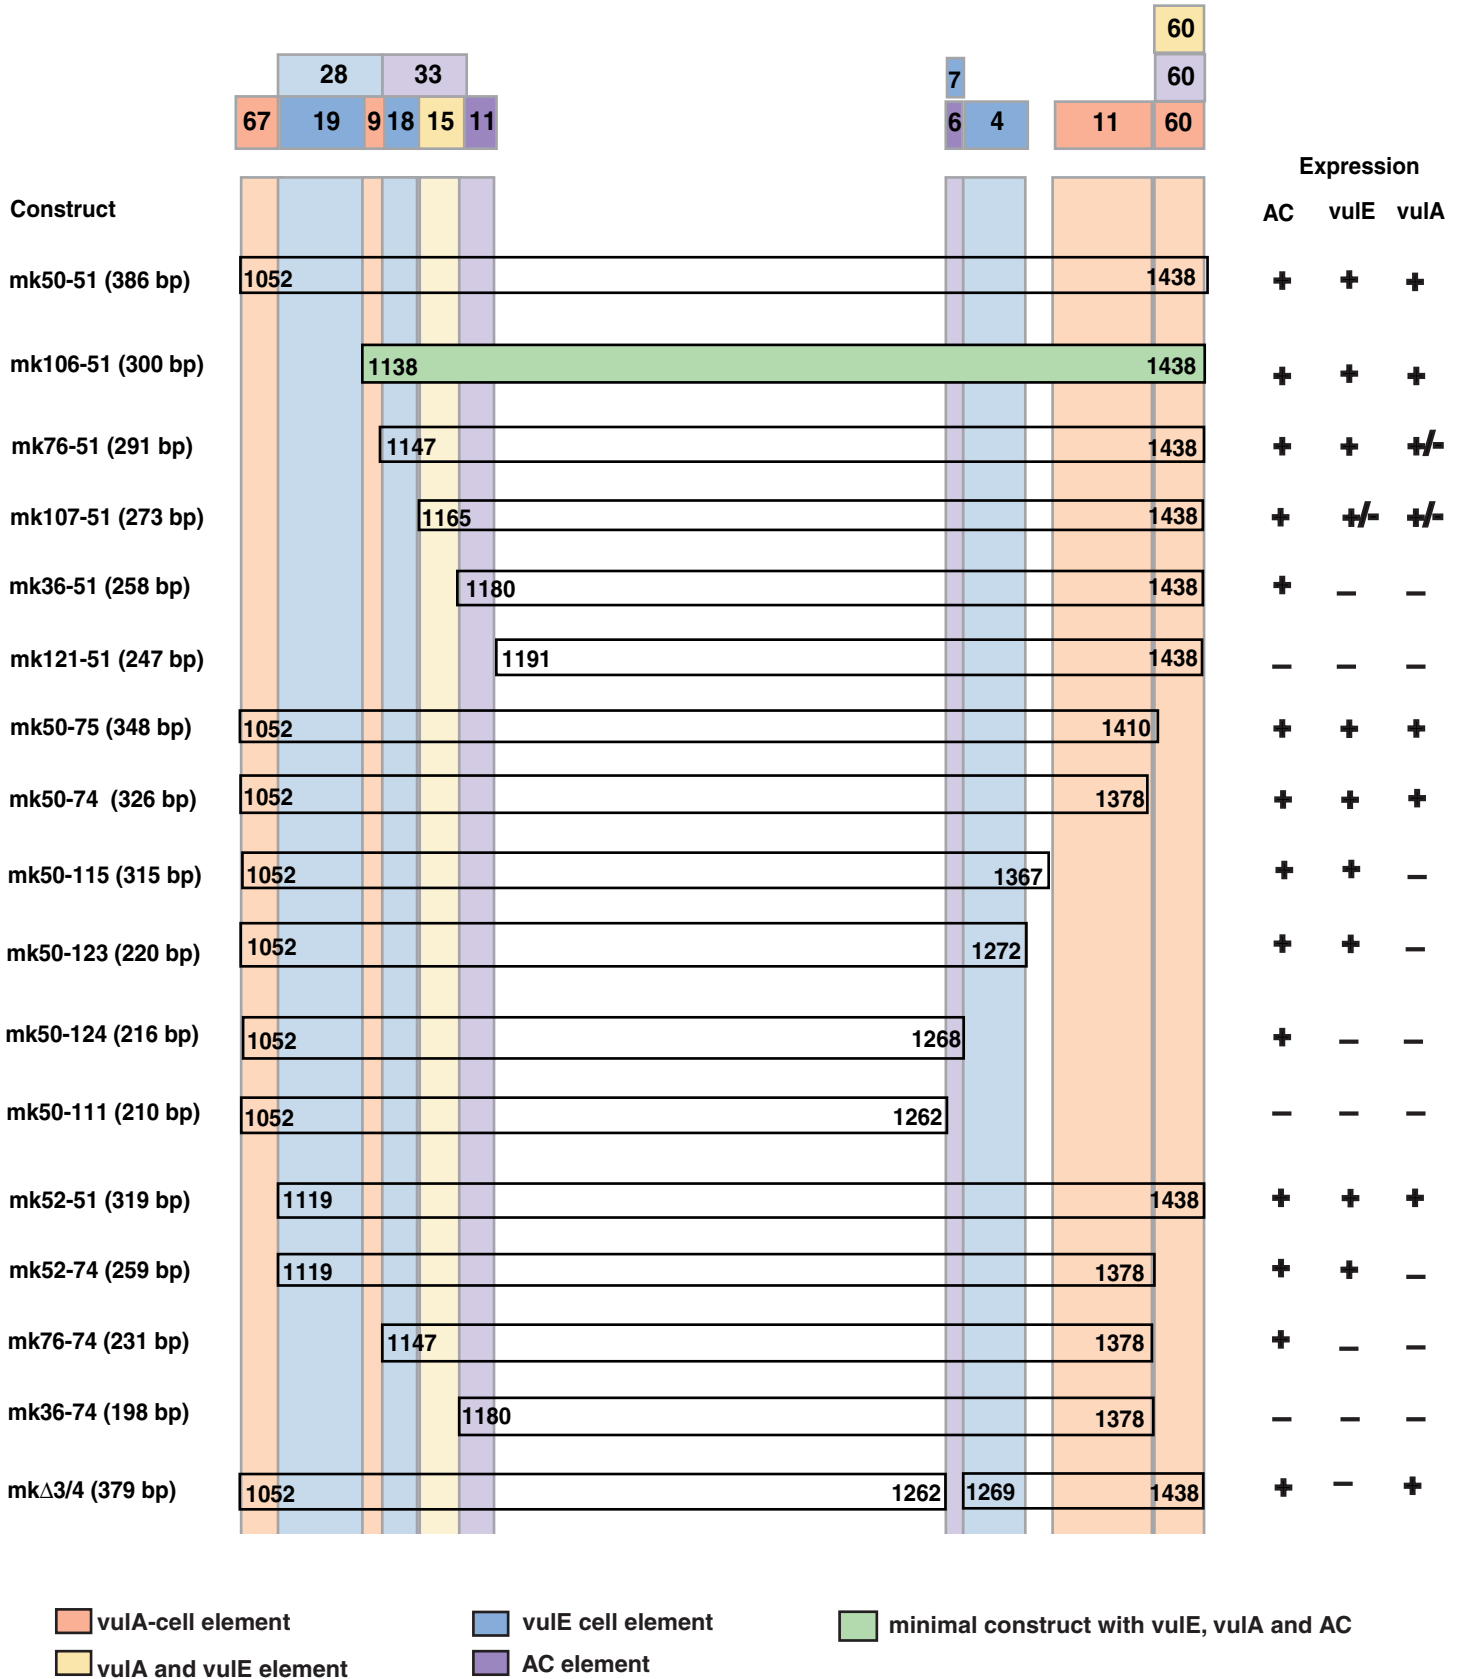 60
28 33 7 60
67 19 9 18 15 11 6 4 11 60
Expression
Construct AC vulE vulA
mk50-51 (386 bp) 1052 1438 + + +
mk106-51 (300 bp) 1138 1438 + + +
mk76-51 (291 bp) 1147 1438 + + +/-
mk107-51 (273 bp) 1165 1438 + +/- +/-
mk36-51 (258 bp) 1180 1438 + – –
mk121-51 (247 bp) 1191 1438 – – –
mk50-75 (348 bp) 1052 1410 + + +
mk50-74 (326 bp) 1052 1378 + + +
mk50-115 (315 bp) 1052 1367 + + –
mk50-123 (220 bp) 1052 1272 + + –
mk50-124 (216 bp) 1052 1268 + – –
mk50-111 (210 bp) 1052 1262 – – –
mk52-51 (319 bp) 1119 1438 + + +
mk52-74 (259 bp) 1119 1378 + + –
mk76-74 (231 bp) 1147 1378 + – –
mk36-74 (198 bp) 1180 1378 – – –
mkΔ3/4 (379 bp) 1052 1262 1269 1438 + – +
vulA-cell element vulE cell element minimal construct with vulE, vulA and AC
vulA and vulE element AC element